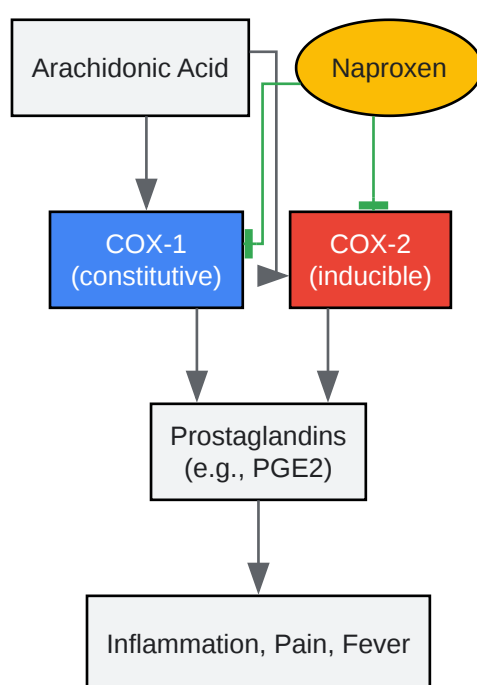 Arachidonic Acid
Naproxen
COX-1
(constitutive)
COX-2
(inducible)
Prostaglandins
(e.g., PGE2)
Inflammation, Pain, Fever